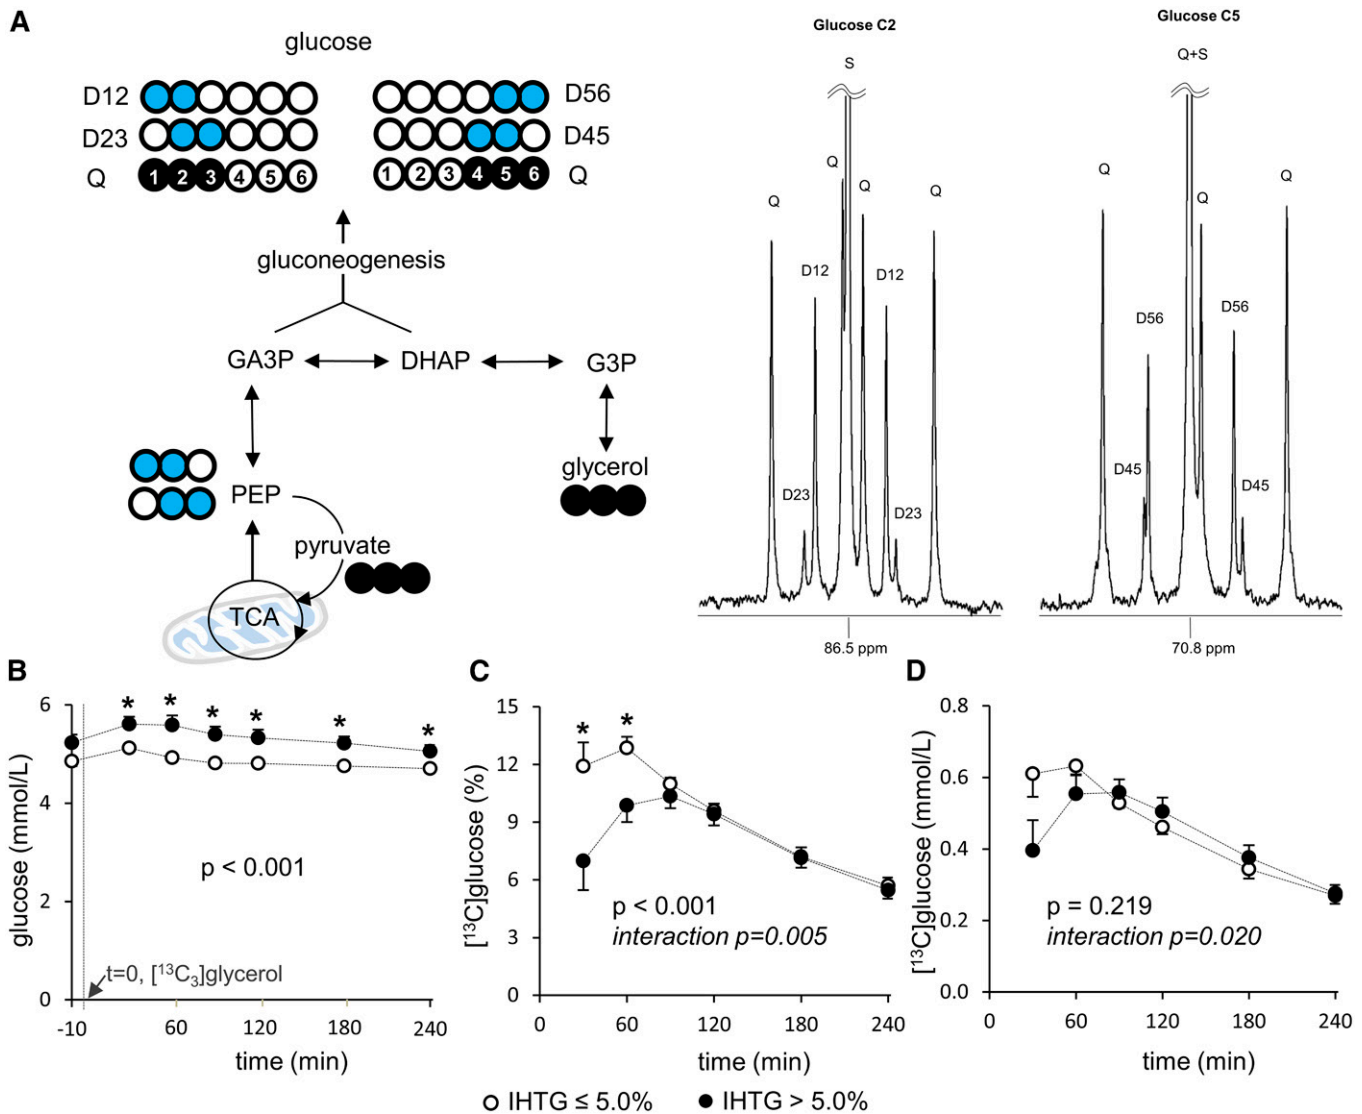 A
glucose
D12
D56
D23
D45
Q
1 2 3 4 5 6
1 2 3 4 5 6
Q
gluconeogenesis
GA3P
DHAP
G3P
glycerol
PEP
pyruvate
TCA
Glucose C2
S
Q
Q
Q
Q
D12
D12
D23
D23
86.5 ppm
Glucose C5
Q+S
Q
Q
Q
D56
D56
D45
D45
70.8 ppm
B
glucose (mmol/L)
6
4
2
0
* * * * * *
p < 0.001
t=0, [¹³C₃]glycerol
-10 60 120 180 240
time (min)
C
[¹³C]glucose (%)
15
12
9
6
3
0
* *
p < 0.001
interaction p=0.005
0 60 120 180 240
time (min)
D
[¹³C]glucose (mmol/L)
0.8
0.6
0.4
0.2
0.0
p = 0.219
interaction p=0.020
0 60 120 180 240
time (min)
IHTG ≤ 5.0% IHTG > 5.0%